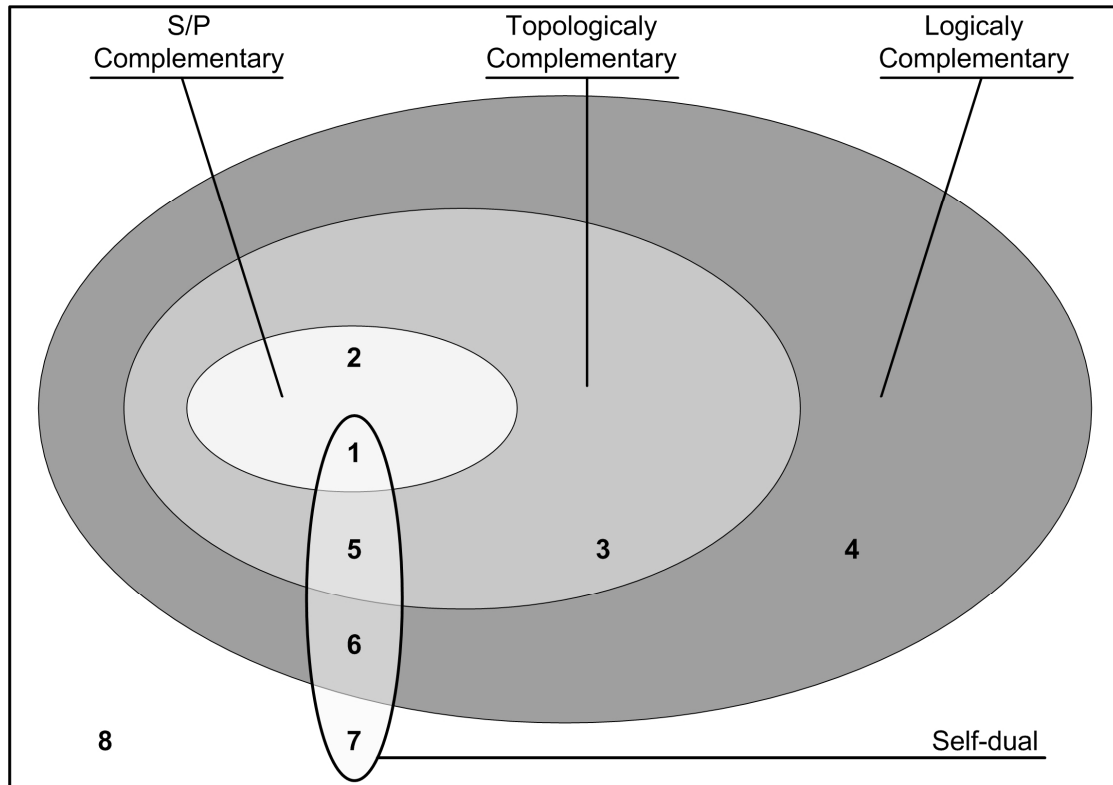 S/P
Complementary
Topologicaly
Complementary
Logicaly
Complementary
2
1
5
3
4
6
8
7
Self-dual